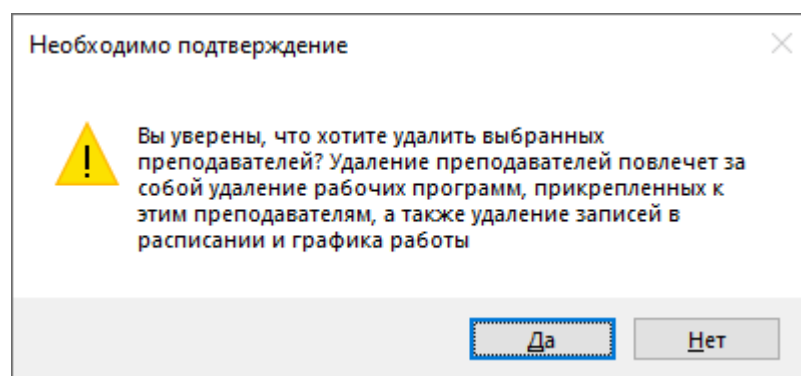 Необходимо подтверждение
Вы уверены, что хотите удалить выбранных
преподавателей? Удаление преподавателей повлечет за
собой удаление рабочих программ, прикрепленных к
этим преподавателям, а также удаление записей в
расписании и графика работы
Да
Нет